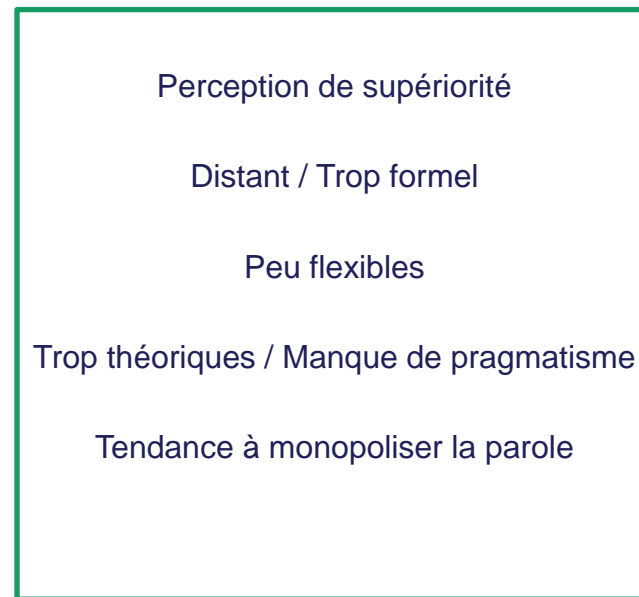 Perception de supériorité
Distant / Trop formel
Peu flexibles
Trop théoriques / Manque de pragmatisme
Tendance à monopoliser la parole